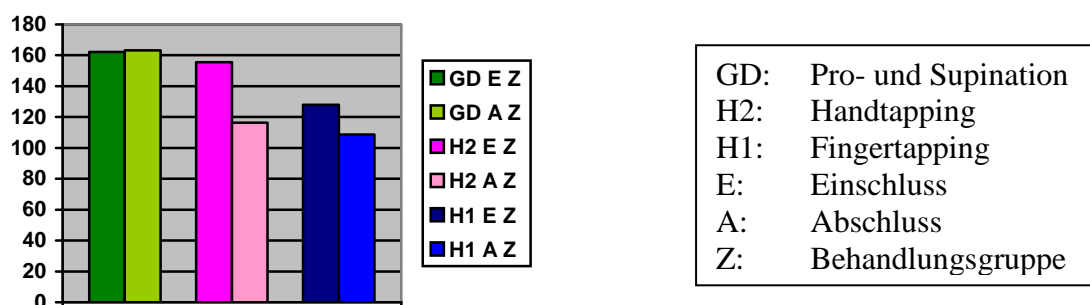 180
160
140
120
100
80
60
40
20
0
GD E Z
GD A Z
H2 E Z
H2 A Z
H1 E Z
H1 A Z
GD: Pro- und Supination
H2: Handtapping
H1: Fingertapping
E: Einschluss
A: Abschluss
Z: Behandlungsgruppe